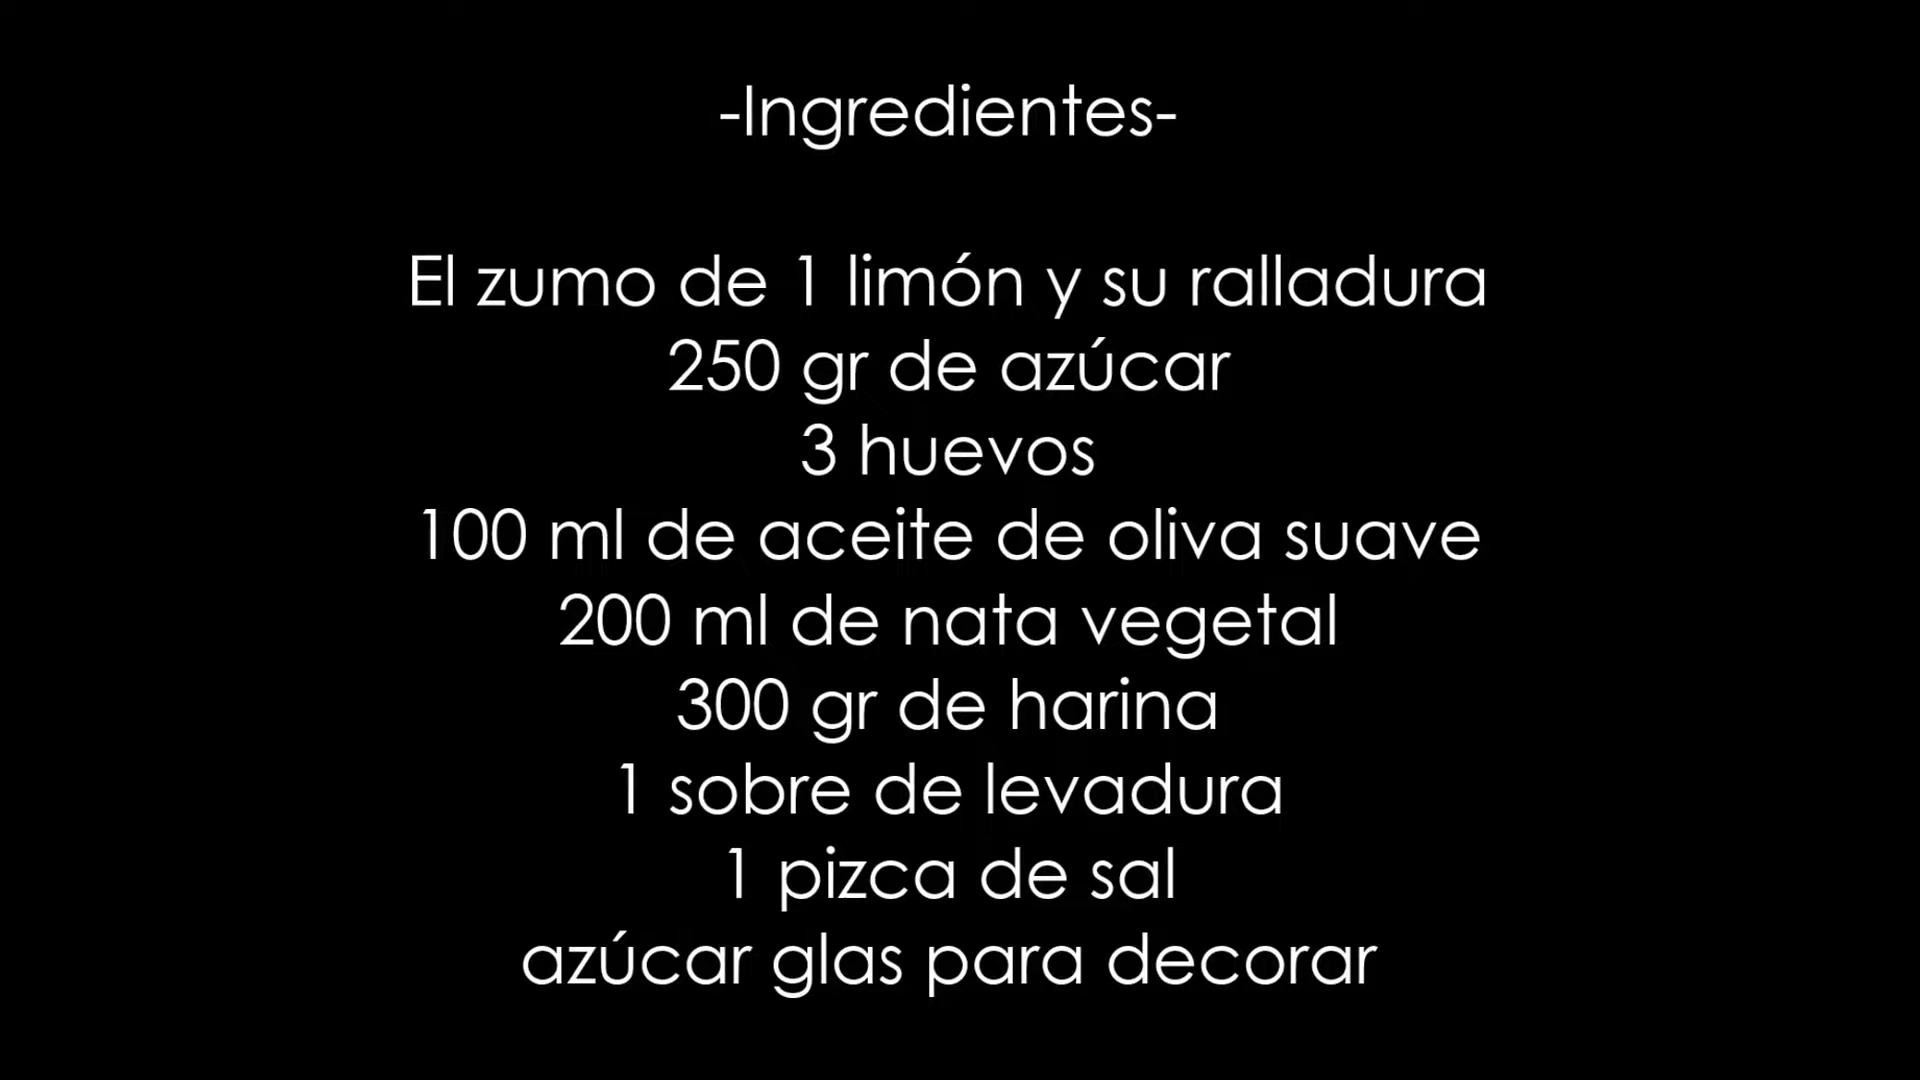 -Ingredientes-
El zumo de 1 limón y su ralladura
250 gr de azúcar
3 huevos
100 ml de aceite de oliva suave
200 ml de nata vegetal
300 gr de harina
1 sobre de levadura
1 pizca de sal
azúcar glas para decorar